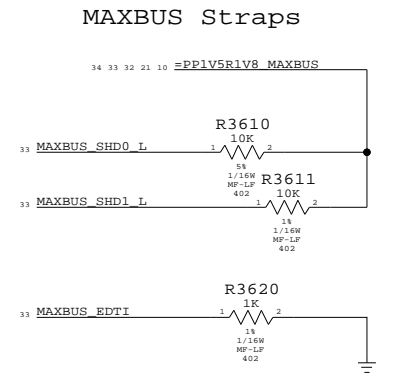 MAXBUS Straps
34 33 32 21 10 =PP1V5R1V8_MAXBUS
R3610
10K
33 MAXBUS_SHD0_L 1 2
5%
1/16W
MF-LF
402
R3611
10K
33 MAXBUS_SHD1_L 1 2
1%
1/16W
MF-LF
402
R3620
1K
33 MAXBUS_EDTI 1 2
1%
1/16W
MF-LF
402